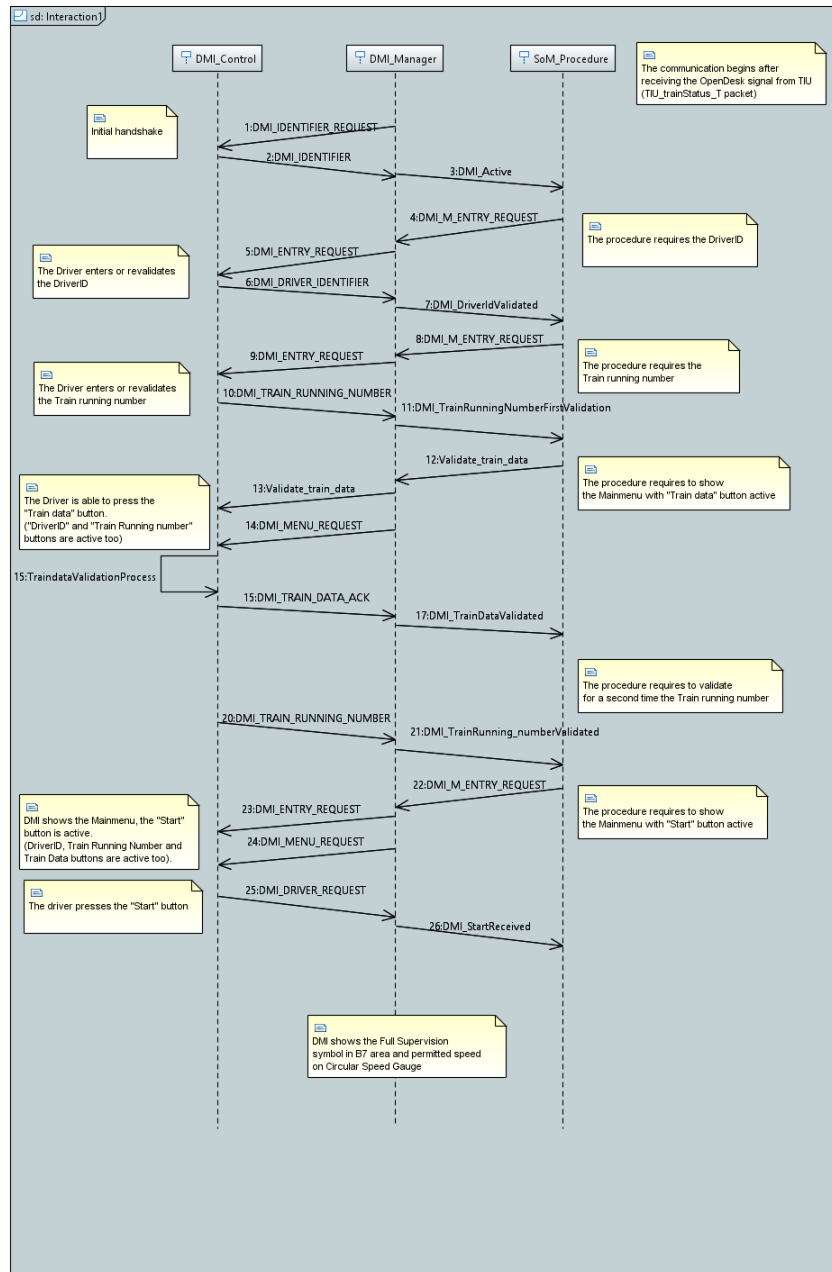 sd: Interaction1
DMI_Control
DMI_Manager
SoM_Procedure
The communication begins after
receiving the OpenDesk signal from TIU
(TIU_trainStatus_T packet)
Initial handshake
1:DMI_IDENTIFIER_REQUEST
2:DMI_IDENTIFIER
3:DMI_Active
4:DMI_M_ENTRY_REQUEST
The procedure requires the DriverID
5:DMI_ENTRY_REQUEST
The Driver enters or revalidates
the DriverID
6:DMI_DRIVER_IDENTIFIER
7:DMI_DriverIdValidated
8:DMI_M_ENTRY_REQUEST
9:DMI_ENTRY_REQUEST
The procedure requires the
Train running number
The Driver enters or revalidates
the Train running number
10:DMI_TRAIN_RUNNING_NUMBER
11:DMI_TrainRunningNumberFirstValidation
12:Validate_train_data
The procedure requires to show
the Mainmenu with "Train data" button active
13:Validate_train_data
The Driver is able to press the
"Train data" button.
("DriverID" and "Train Running number"
buttons are active too)
14:DMI_MENU_REQUEST
15:TraindataValidationProcess
15:DMI_TRAIN_DATA_ACK
17:DMI_TrainDataValidated
The procedure requires to validate
for a second time the Train running number
20:DMI_TRAIN_RUNNING_NUMBER
21:DMI_TrainRunning_numberValidated
22:DMI_M_ENTRY_REQUEST
23:DMI_ENTRY_REQUEST
The procedure requires to show
the Mainmenu with "Start" button active
DMI shows the Mainmenu, the "Start"
button is active.
(DriverID, Train Running Number and
Train Data buttons are active too).
24:DMI_MENU_REQUEST
25:DMI_DRIVER_REQUEST
The driver presses the "Start" button
26:DMI_StartReceived
DMI shows the Full Supervision
symbol in B7 area and permitted speed
on Circular Speed Gauge